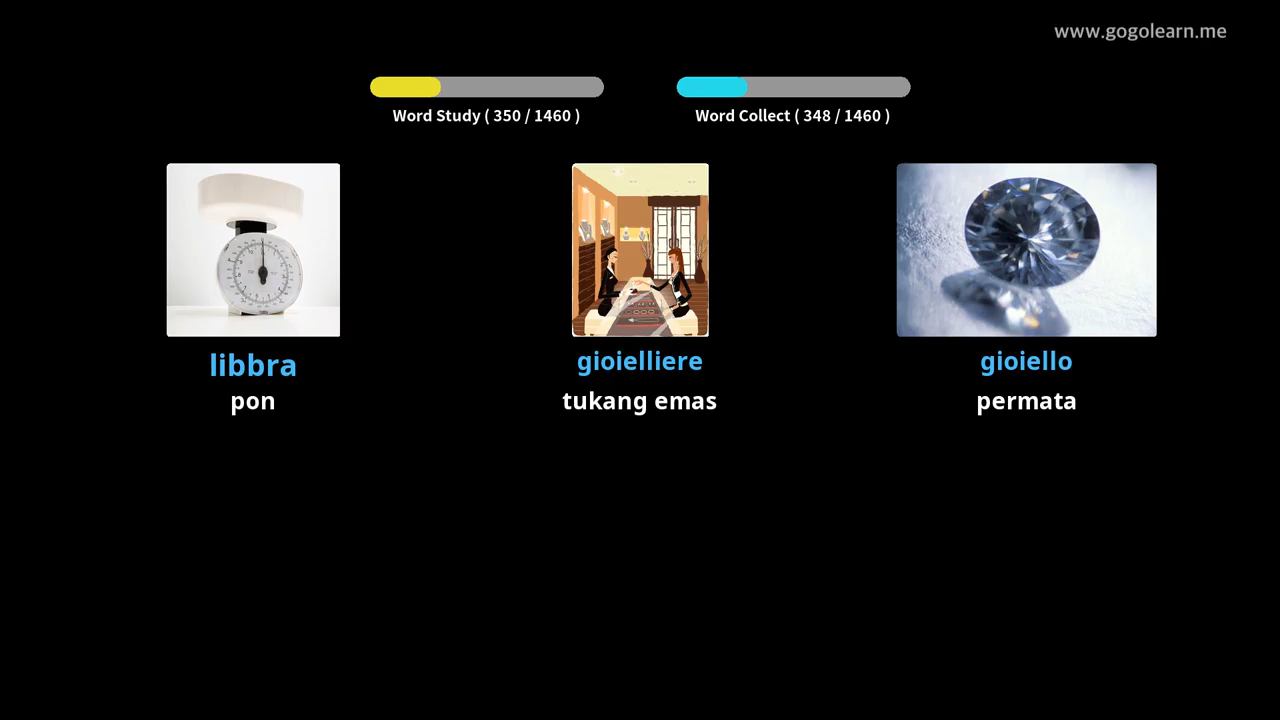 www.gogolearn.me
Word Study ( 350 / 1460 )
Word Collect ( 348 / 1460 )
libbra
pon
gioielliere
tukang emas
gioiello
permata